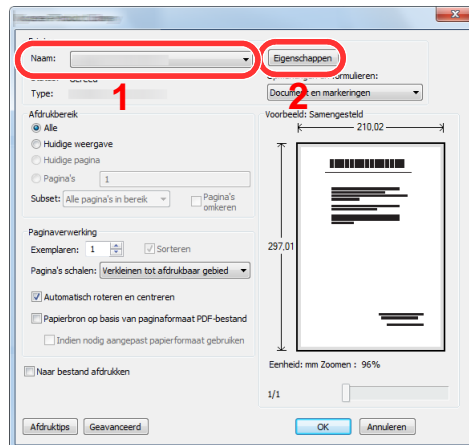 Naam:
Eigenschappen
1
2
Type:
Document en markeringen
Afdrukbereik
Alle
Huidige weergave
Huidige pagina
Pagina's
1
Subset: Alle pagina's in bereik
Pagina's
omkeren
Paginaverwerking
Exemplaren: 1
Sorteren
Pagina's schalen: Verkleinen tot afdrukbaar gebied
Automatisch roteren en centreren
Papierbron op basis van paginaformaat PDF-bestand
Indien nodig aangepast papierformaat gebruiken
Naar bestand afdrukken
Voorbeeld: Samengesteld
210,02
297,01
Eenheid: mm Zoomen : 96%
1/1
Afdruktips
Geavanceerd
OK
Annuleren